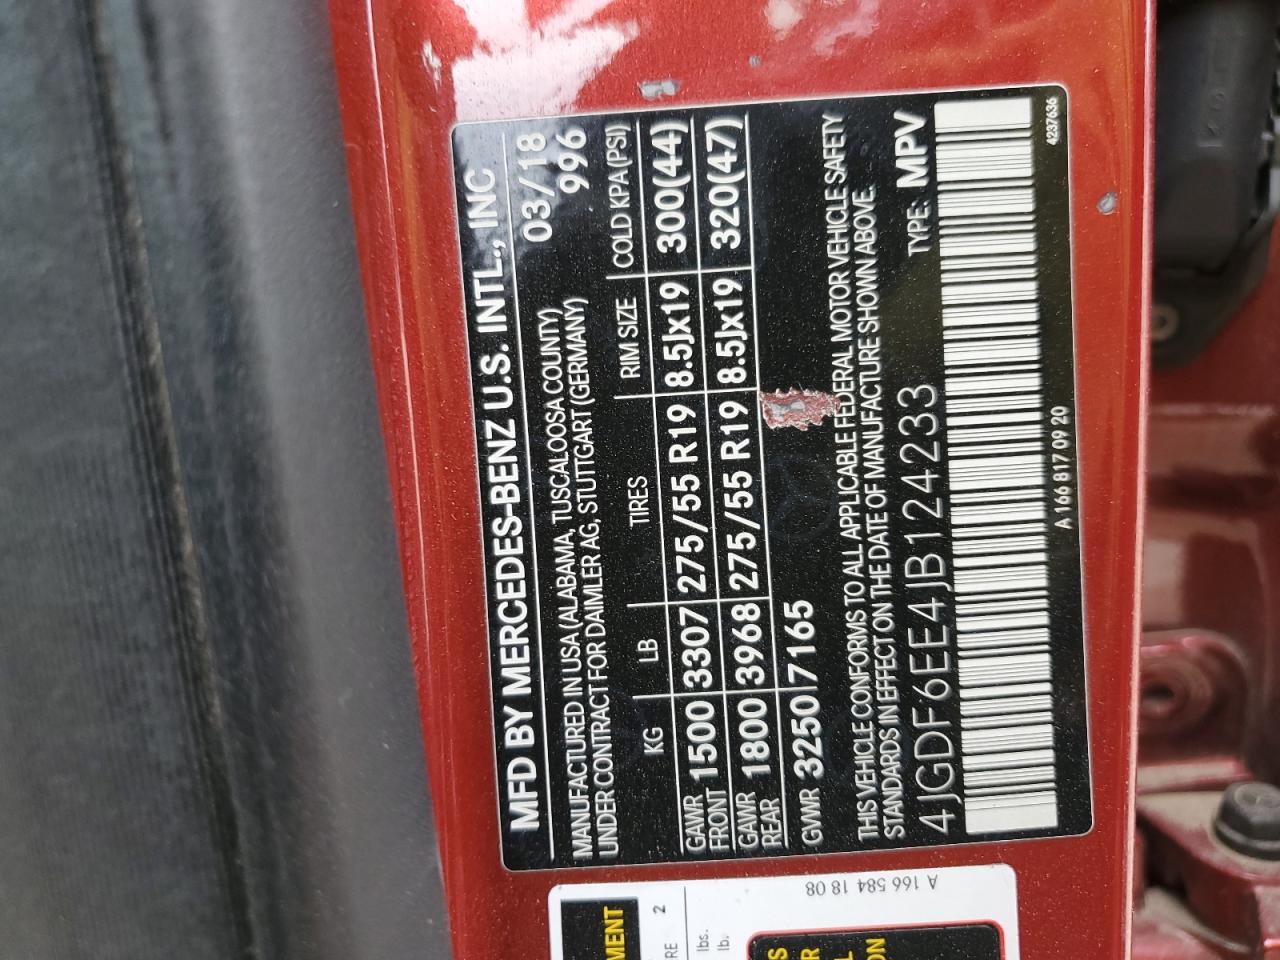 MFD BY MERCEDES-BENZ U.S. INTL., INC
MANUFACTURED IN USA (ALABAMA, TUSCALOOSA COUNTY) 03/18
UNDER CONTRACT FOR DAIMLER AG, STUTTGART (GERMANY) 996
KG LB TIRES RIM SIZE COLD KPA (PSI)
GAWR FRONT 1500 3307 275/55 R19 8.5Jx19 300(44)
GAWR REAR 1800 3968 275/55 R19 8.5Jx19 320(47)
GVWR 3250 7165
THIS VEHICLE CONFORMS TO ALL APPLICABLE FEDERAL MOTOR VEHICLE SAFETY
STANDARDS IN EFFECT ON THE DATE OF MANUFACTURE SHOWN ABOVE.
4JGDF6EE4JB124233 TYPE: MPV
A 166 817 09 20 4237636
A 166 584 18 08
MENT
RE 2
lbs.
lb.
S
R
L
ON